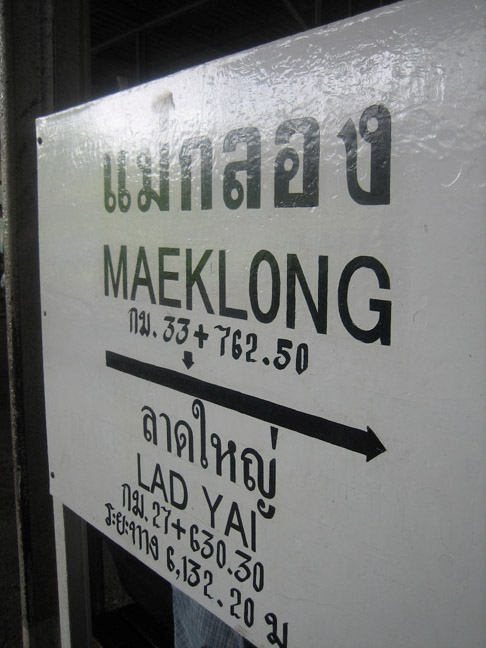 แม่กลอง
MAEKLONG
กม. 33+762.50
ลาดใหญ่
LAD YAI
กม. 27+630.30
ระยะทาง 6,132.20 ม